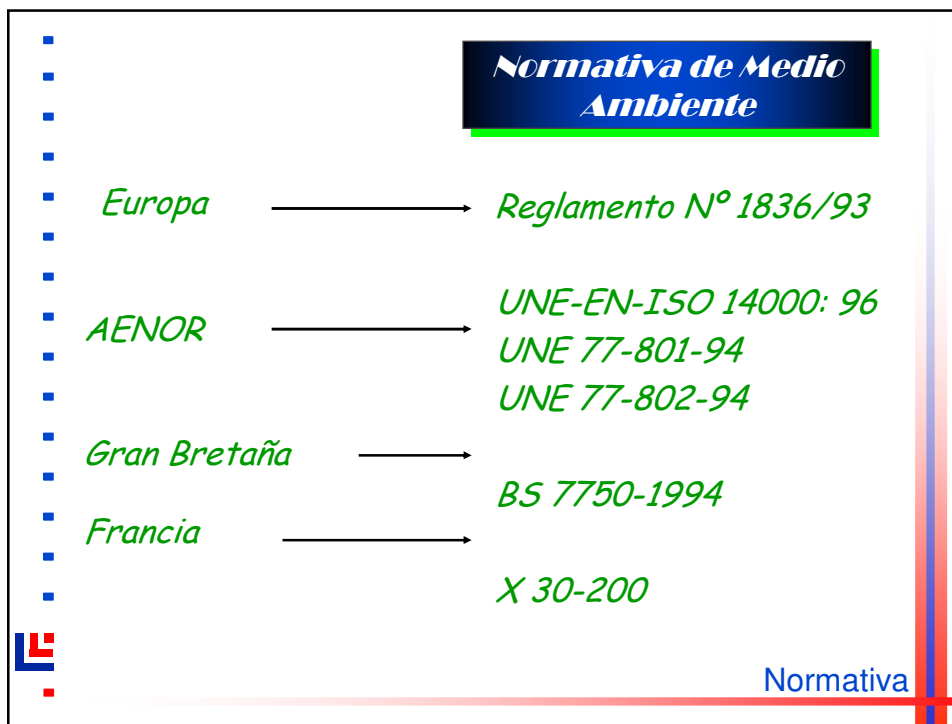 Normativa de Medio
Ambiente
Europa
Reglamento Nº 1836/93
AENOR
UNE-EN-ISO 14000: 96
UNE 77-801-94
UNE 77-802-94
Gran Bretaña
BS 7750-1994
Francia
X 30-200
Normativa